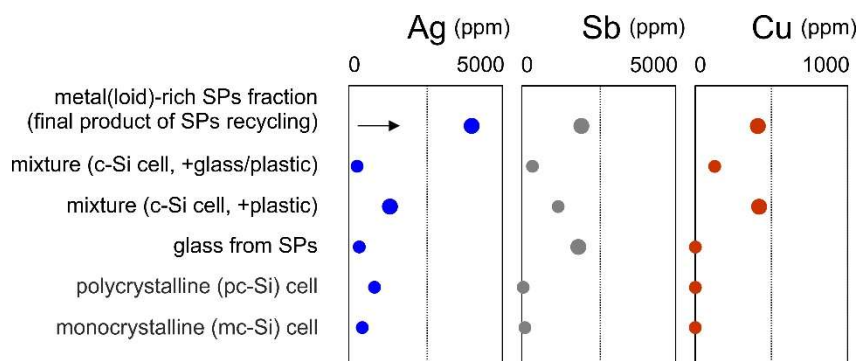 Ag (ppm) Sb (ppm) Cu (ppm)
0 5000 0 5000 0 1000
metal(loid)-rich SPs fraction
(final product of SPs recycling)
mixture (c-Si cell, +glass/plastic)
mixture (c-Si cell, +plastic)
glass from SPs
polycrystalline (pc-Si) cell
monocrystalline (mc-Si) cell